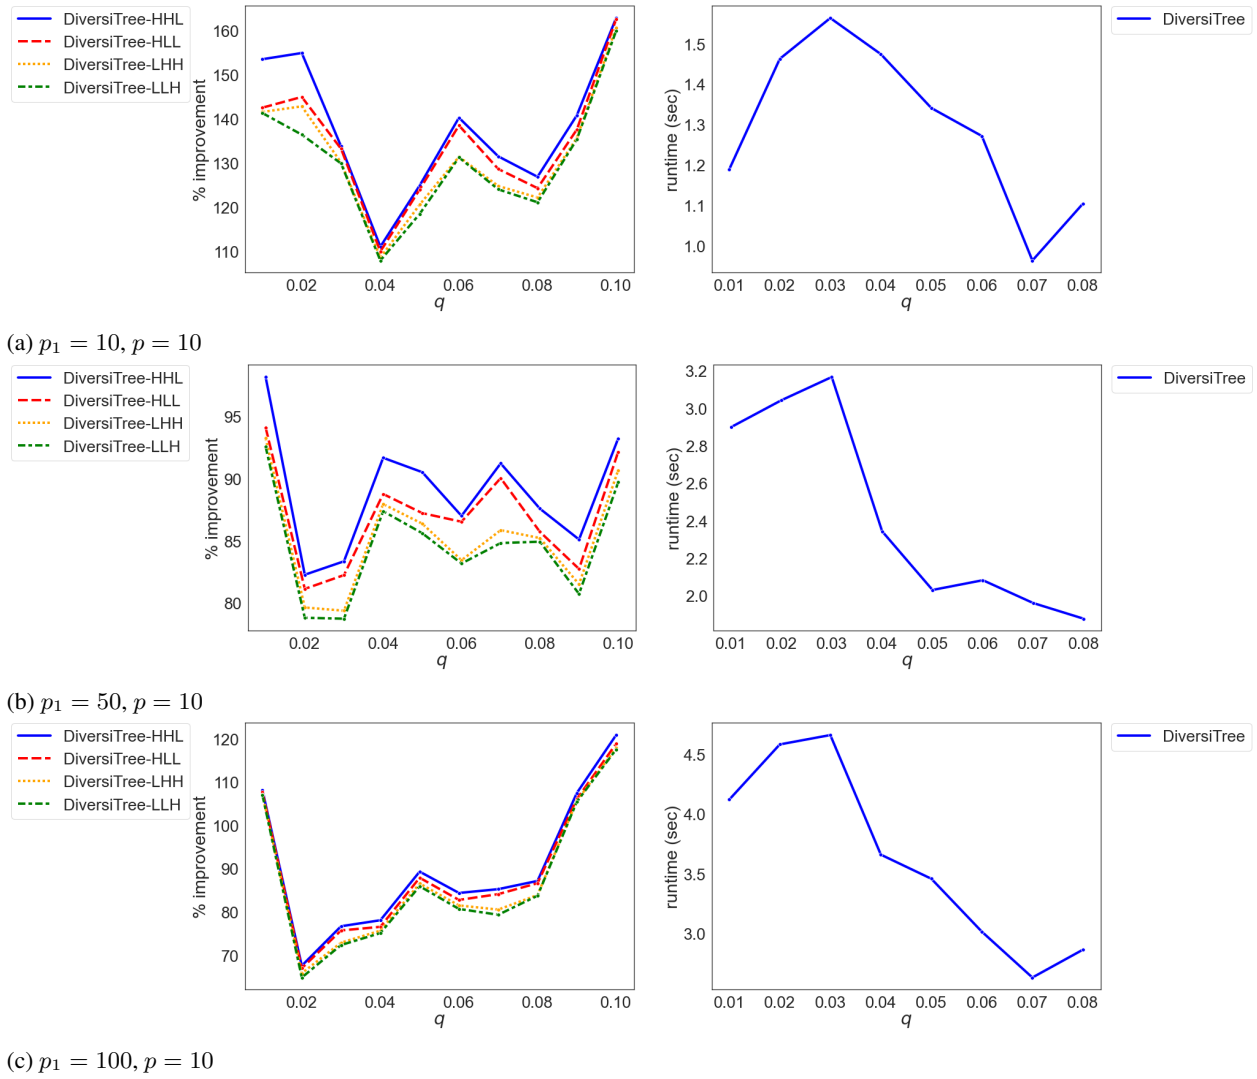 DiversiTree-HHL
DiversiTree-HLL
DiversiTree-LHH
DiversiTree-LLH
% improvement
160
150
140
130
120
110
0.02 0.04 0.06 0.08 0.10
q
runtime (sec)
1.5
1.4
1.3
1.2
1.1
1.0
0.01 0.02 0.03 0.04 0.05 0.06 0.07 0.08
q
DiversiTree
(a) p₁ = 10, p = 10
DiversiTree-HHL
DiversiTree-HLL
DiversiTree-LHH
DiversiTree-LLH
% improvement
95
90
85
80
0.02 0.04 0.06 0.08 0.10
q
runtime (sec)
3.2
3.0
2.8
2.6
2.4
2.2
2.0
0.01 0.02 0.03 0.04 0.05 0.06 0.07 0.08
q
DiversiTree
(b) p₁ = 50, p = 10
DiversiTree-HHL
DiversiTree-HLL
DiversiTree-LHH
DiversiTree-LLH
% improvement
120
110
100
90
80
70
0.02 0.04 0.06 0.08 0.10
q
runtime (sec)
4.5
4.0
3.5
3.0
0.01 0.02 0.03 0.04 0.05 0.06 0.07 0.08
q
DiversiTree
(c) p₁ = 100, p = 10